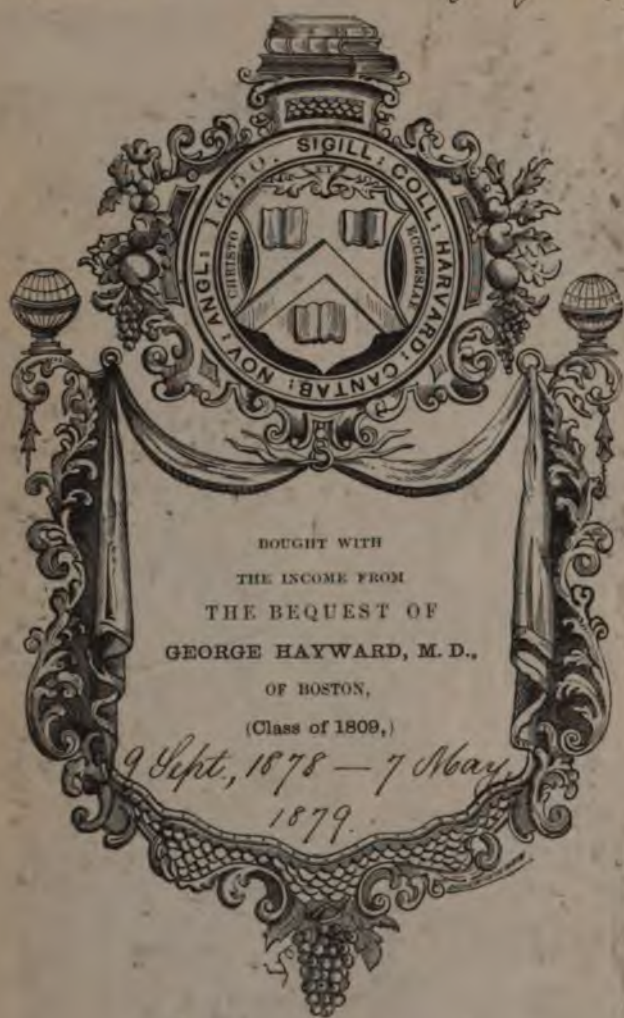 SIGILL: COLL: HARVARD: CANTAB: NOV: ANGL: 1650.
ET
CHRISTO
ECCLESIAE
BOUGHT WITH
THE INCOME FROM
THE BEQUEST OF
GEORGE HAYWARD, M. D.,
OF BOSTON,
(Class of 1809,)
9 Sept., 1878 — 7 May,
1879.